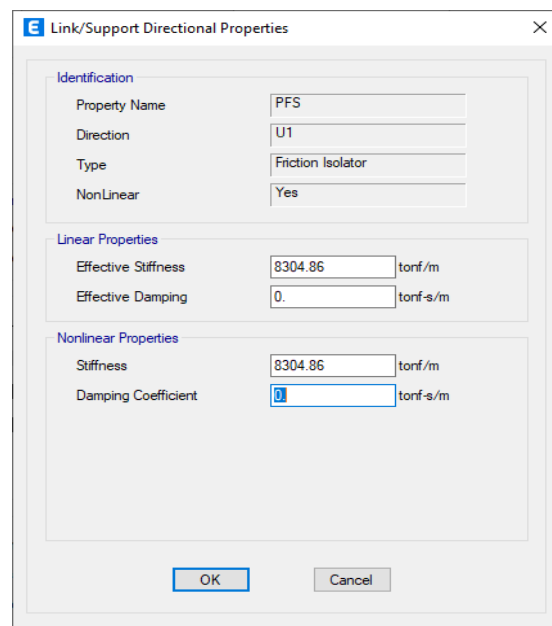 E Link/Support Directional Properties
Identification
Property Name PFS
Direction U1
Type Friction Isolator
NonLinear Yes
Linear Properties
Effective Stiffness 8304.86 tonf/m
Effective Damping 0. tonf-s/m
Nonlinear Properties
Stiffness 8304.86 tonf/m
Damping Coefficient 0. tonf-s/m
OK Cancel